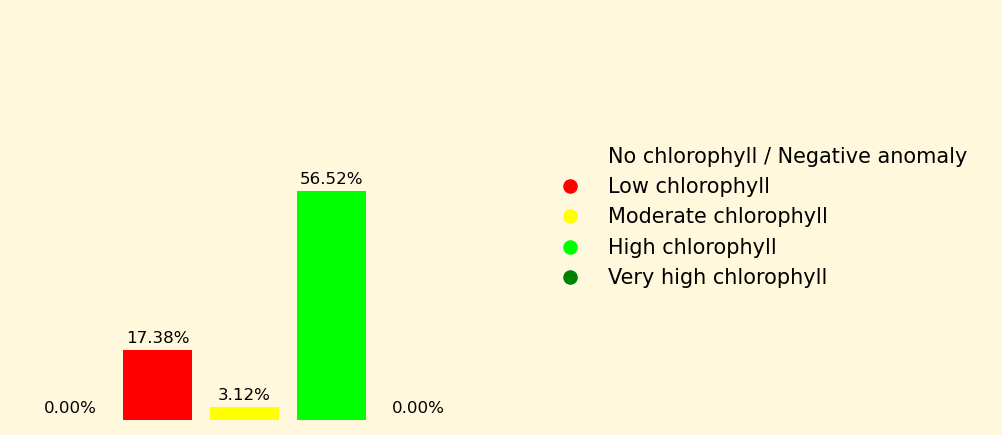 56.52%
17.38%
3.12%
0.00%
0.00%
No chlorophyll / Negative anomaly
Low chlorophyll
Moderate chlorophyll
High chlorophyll
Very high chlorophyll